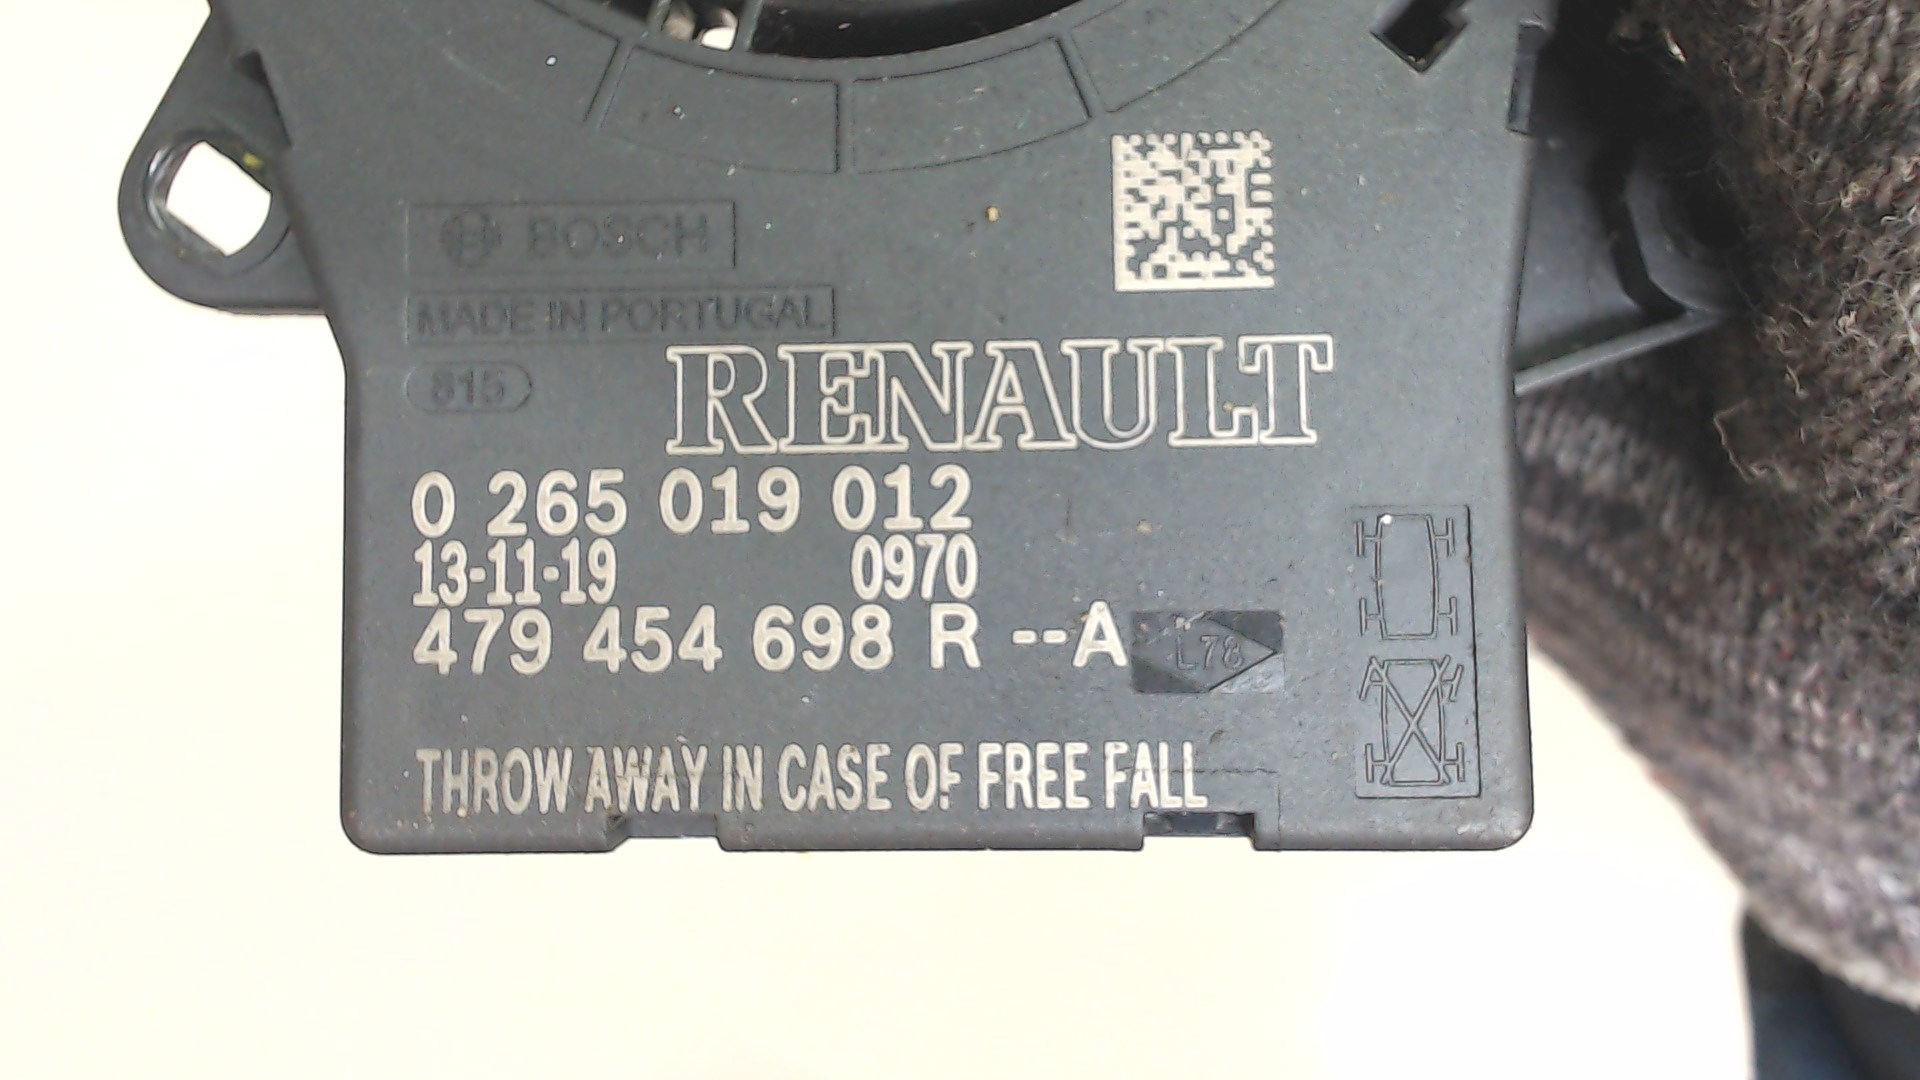 BOSCH
MADE IN PORTUGAL
815
RENAULT
0 265 019 012
13-11-19 0970
479 454 698 R --A L78
THROW AWAY IN CASE OF FREE FALL